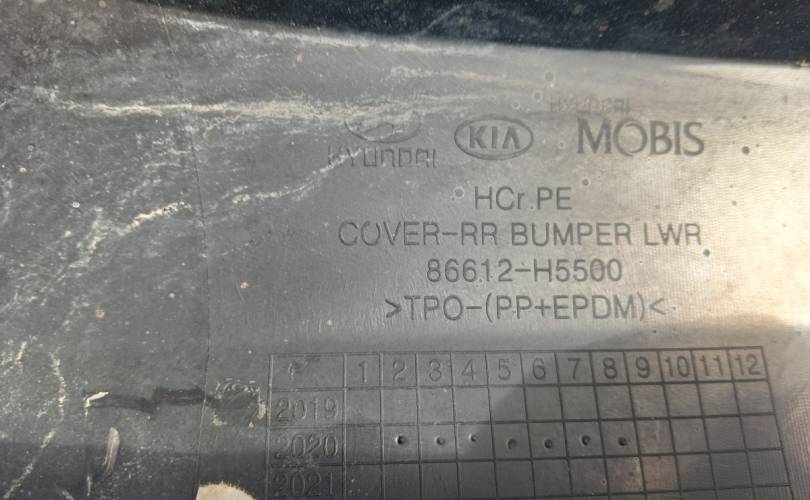 HYUNDAI KIA MOBIS
HYUNDAI
HCr PE
COVER-RR BUMPER LWR
86612-H5500
>TPO-(PP+EPDM)<
1 2 3 4 5 6 7 8 9 10 11 12
2019
2020
2021